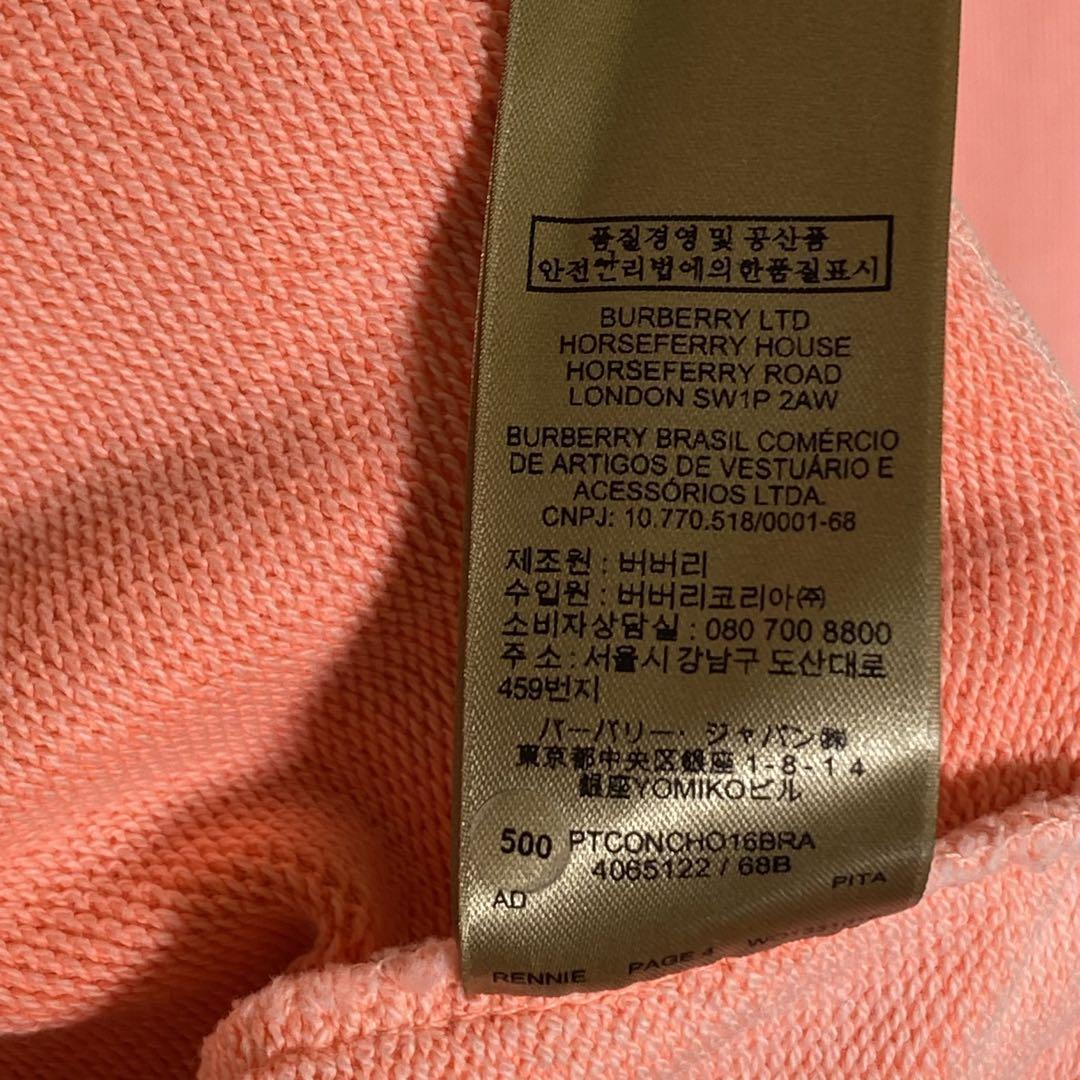 품질경영 및 공산품
안전관리법에의한품질표시
BURBERRY LTD
HORSEFERRY HOUSE
HORSEFERRY ROAD
LONDON SW1P 2AW
BURBERRY BRASIL COMÉRCIO
DE ARTIGOS DE VESTUÁRIO E
ACESSÓRIOS LTDA.
CNPJ: 10.770.518/0001-68
제조원 : 버버리
수입원 : 버버리코리아㈜
소비자상담실 : 080 700 8800
주 소 : 서울시 강남구 도산대로
459번지
バーバリー・ジャパン㈱
東京都中央区銀座 1-8-1 4
銀座YOMIKOビル
500 PTCONCHO16BRA
4065122 / 68B
AD PITA
RENNIE PAGE 4